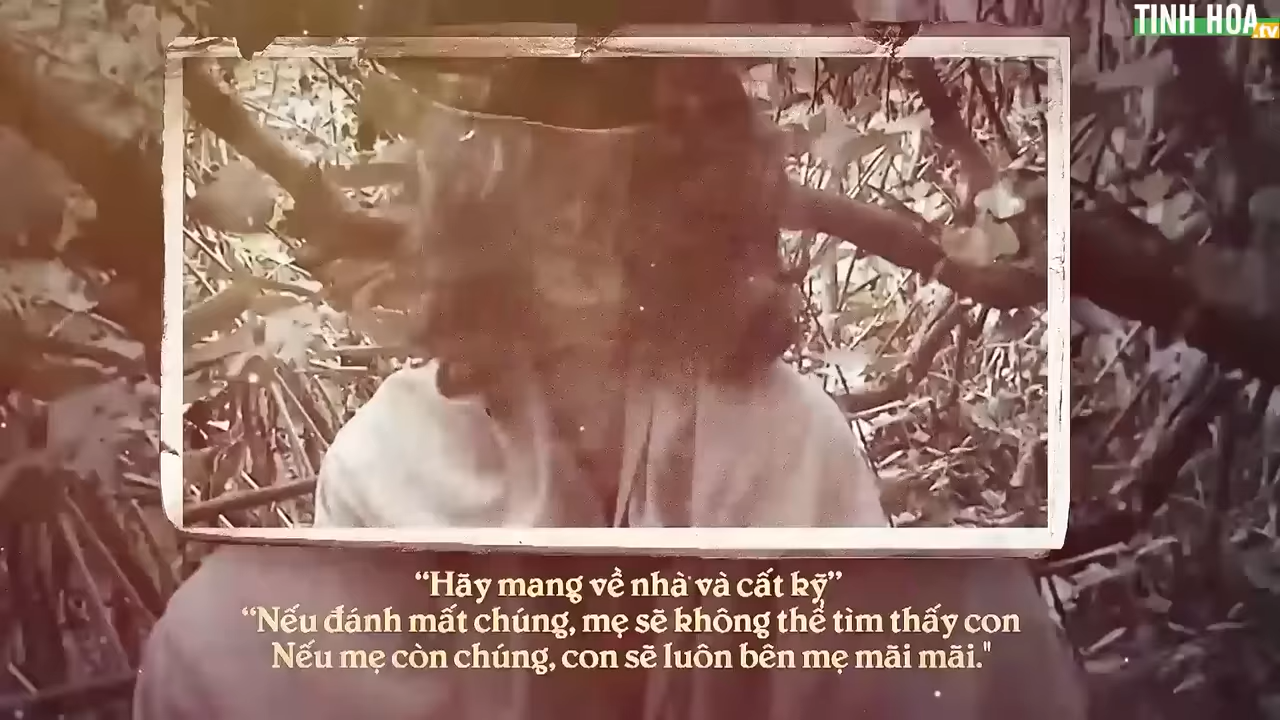 TINH HOA.tv
“Hãy mang về nhà và cất kỹ”
“Nếu đánh mất chúng, mẹ sẽ không thể tìm thấy con
Nếu mẹ còn chúng, con sẽ luôn bên mẹ mãi mãi."